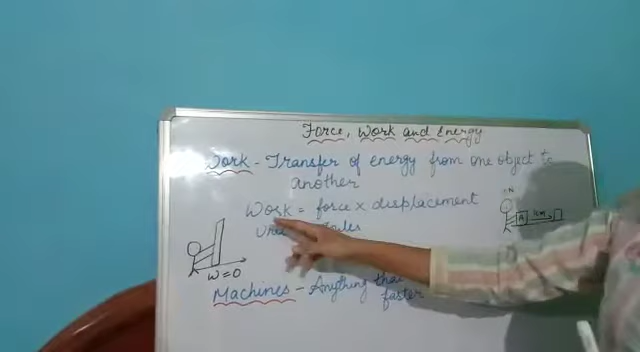 Force, Work and Energy
Work - Transfer of energy from one object to
another
Work = force x displacement
W=0
Machines - Anything that
faster